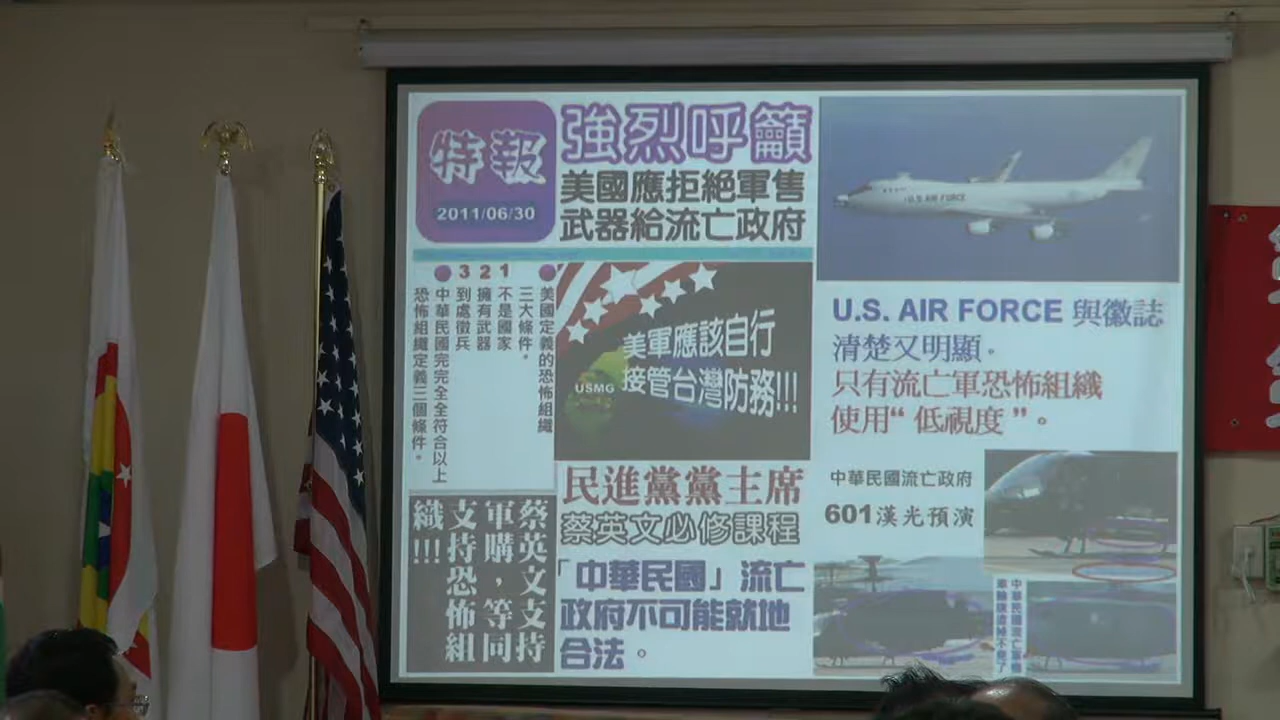 特報
2011/06/30
強烈呼籲
美國應拒絕軍售
武器給流亡政府
美國定義的恐怖組織
三大條件。
1不是國家
2擁有武器
3到處徵兵
中華民國完完全全符合以上
恐怖組織定義三個條件。
美軍應該自行
接管台灣防務!!!
USMG
蔡英文支持
軍購，等同
支持恐怖組
織!!!
民進黨黨主席
蔡英文必修課程
「中華民國」流亡
政府不可能就地
合法。
U.S. AIR FORCE
U.S. AIR FORCE 與徽誌
清楚又明顯。
只有流亡軍恐怖組織
使用“低視度”。
中華民國流亡政府
601漢光預演